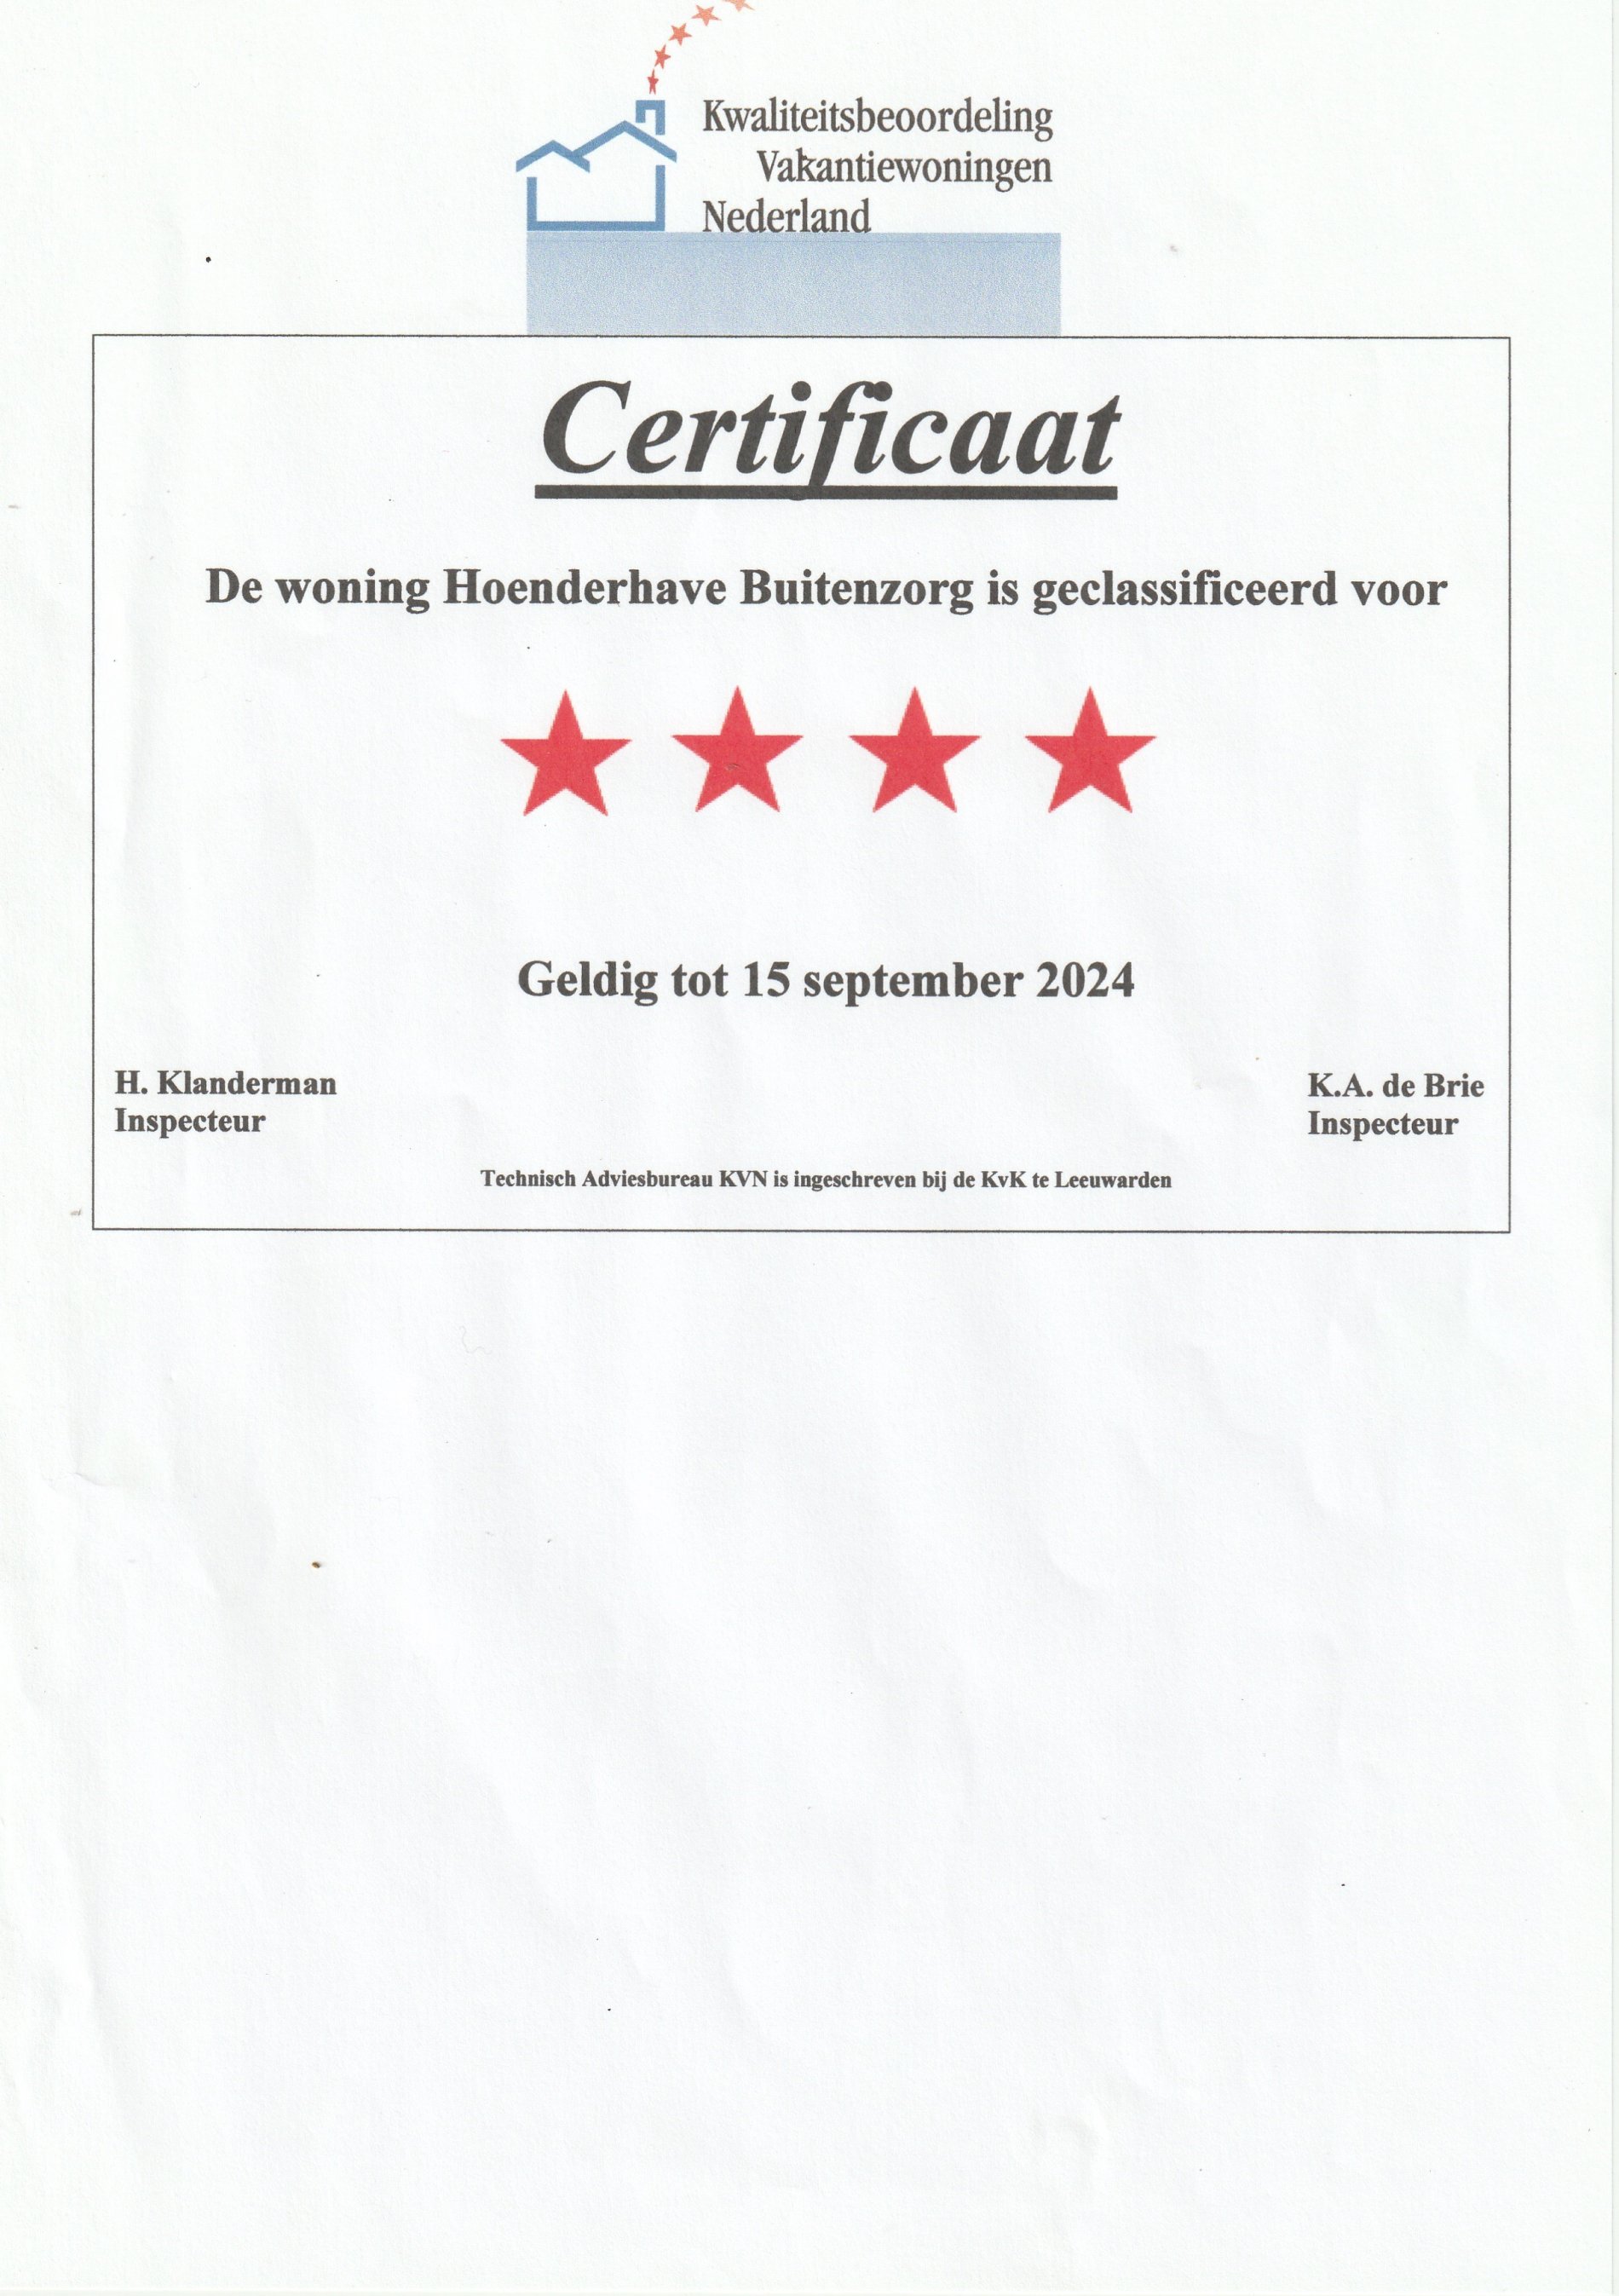 Kwaliteitsbeoordeling
Vakantiewoningen
Nederland
Certificaat
De woning Hoenderhave Buitenzorg is geclassificeerd voor
Geldig tot 15 september 2024
H. Klanderman
Inspecteur
K.A. de Brie
Inspecteur
Technisch Adviesbureau KVN is ingeschreven bij de KvK te Leeuwarden